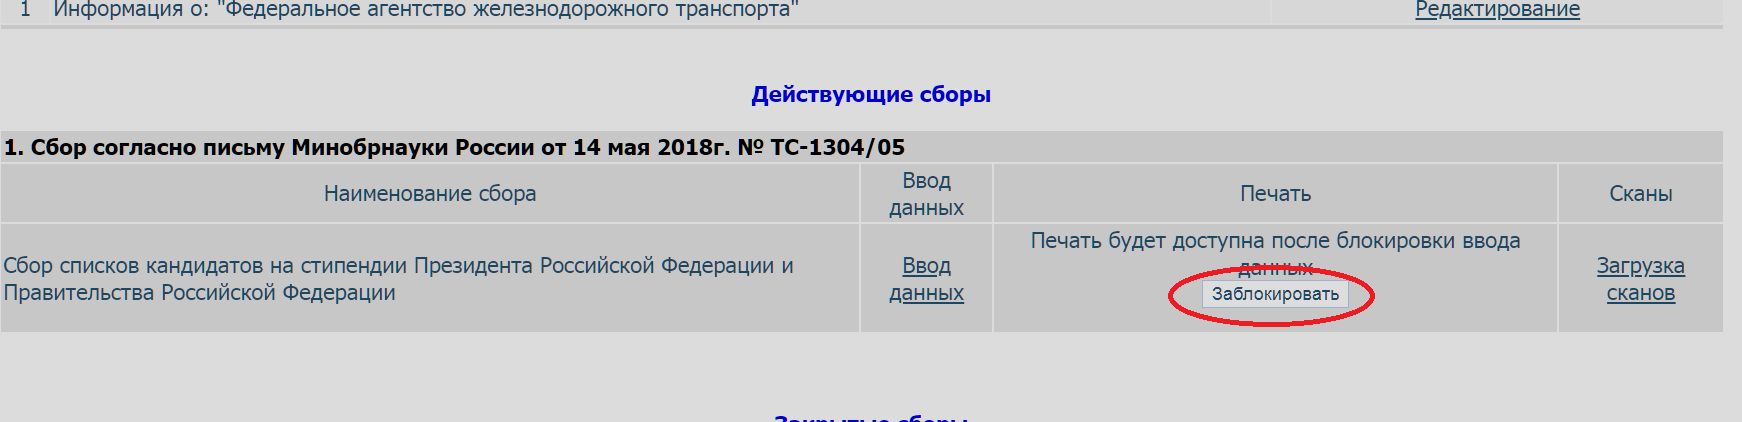 1 Информация о: "Федеральное агентство железнодорожного транспорта" Редактирование
Действующие сборы
1. Сбор согласно письму Минобрнауки России от 14 мая 2018г. № ТС-1304/05
Наименование сбора
Ввод
данных
Печать
Сканы
Сбор списков кандидатов на стипендии Президента Российской Федерации и
Правительства Российской Федерации
Ввод
данных
Печать будет доступна после блокировки ввода
данных
Заблокировать
Загрузка
сканов
Закрытые сборы